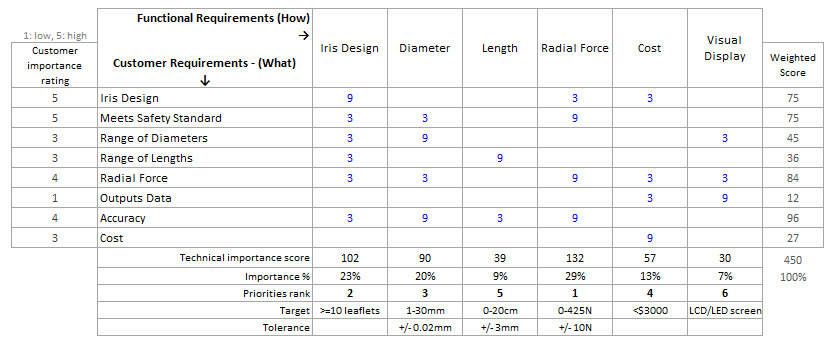 Functional Requirements (How)
1: low, 5: high →
Customer importance rating Customer Requirements - (What) ↓ Iris Design Diameter Length Radial Force Cost Visual Display Weighted Score
5 Iris Design 9 3 3 75
5 Meets Safety Standard 3 3 9 75
3 Range of Diameters 3 9 3 45
3 Range of Lengths 3 9 36
4 Radial Force 3 3 9 3 3 84
1 Outputs Data 3 9 12
4 Accuracy 3 9 3 9 96
3 Cost 9 27
Technical importance score 102 90 39 132 57 30 450
Importance % 23% 20% 9% 29% 13% 7% 100%
Priorities rank 2 3 5 1 4 6
Target >=10 leaflets 1-30mm 0-20cm 0-425N <$3000 LCD/LED screen
Tolerance +/- 0.02mm +/- 3mm +/- 10N